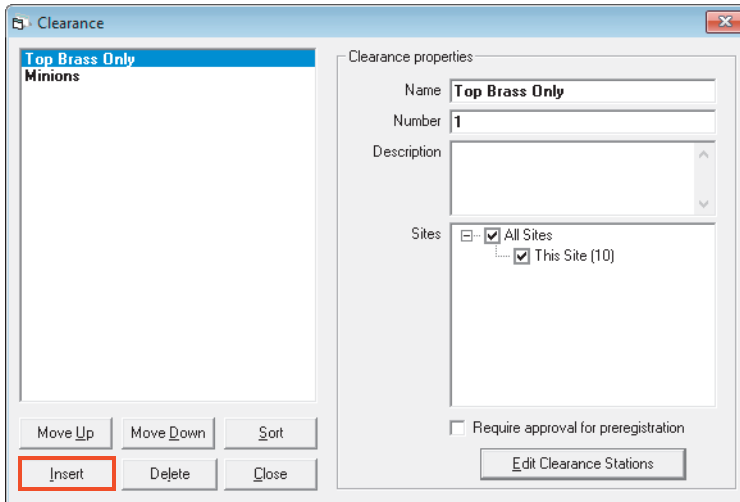 Clearance
Top Brass Only
Minions
Move Up
Move Down
Sort
Insert
Delete
Close
Clearance properties
Name
Top Brass Only
Number
1
Description
Sites
All Sites
This Site (10)
Require approval for preregistration
Edit Clearance Stations